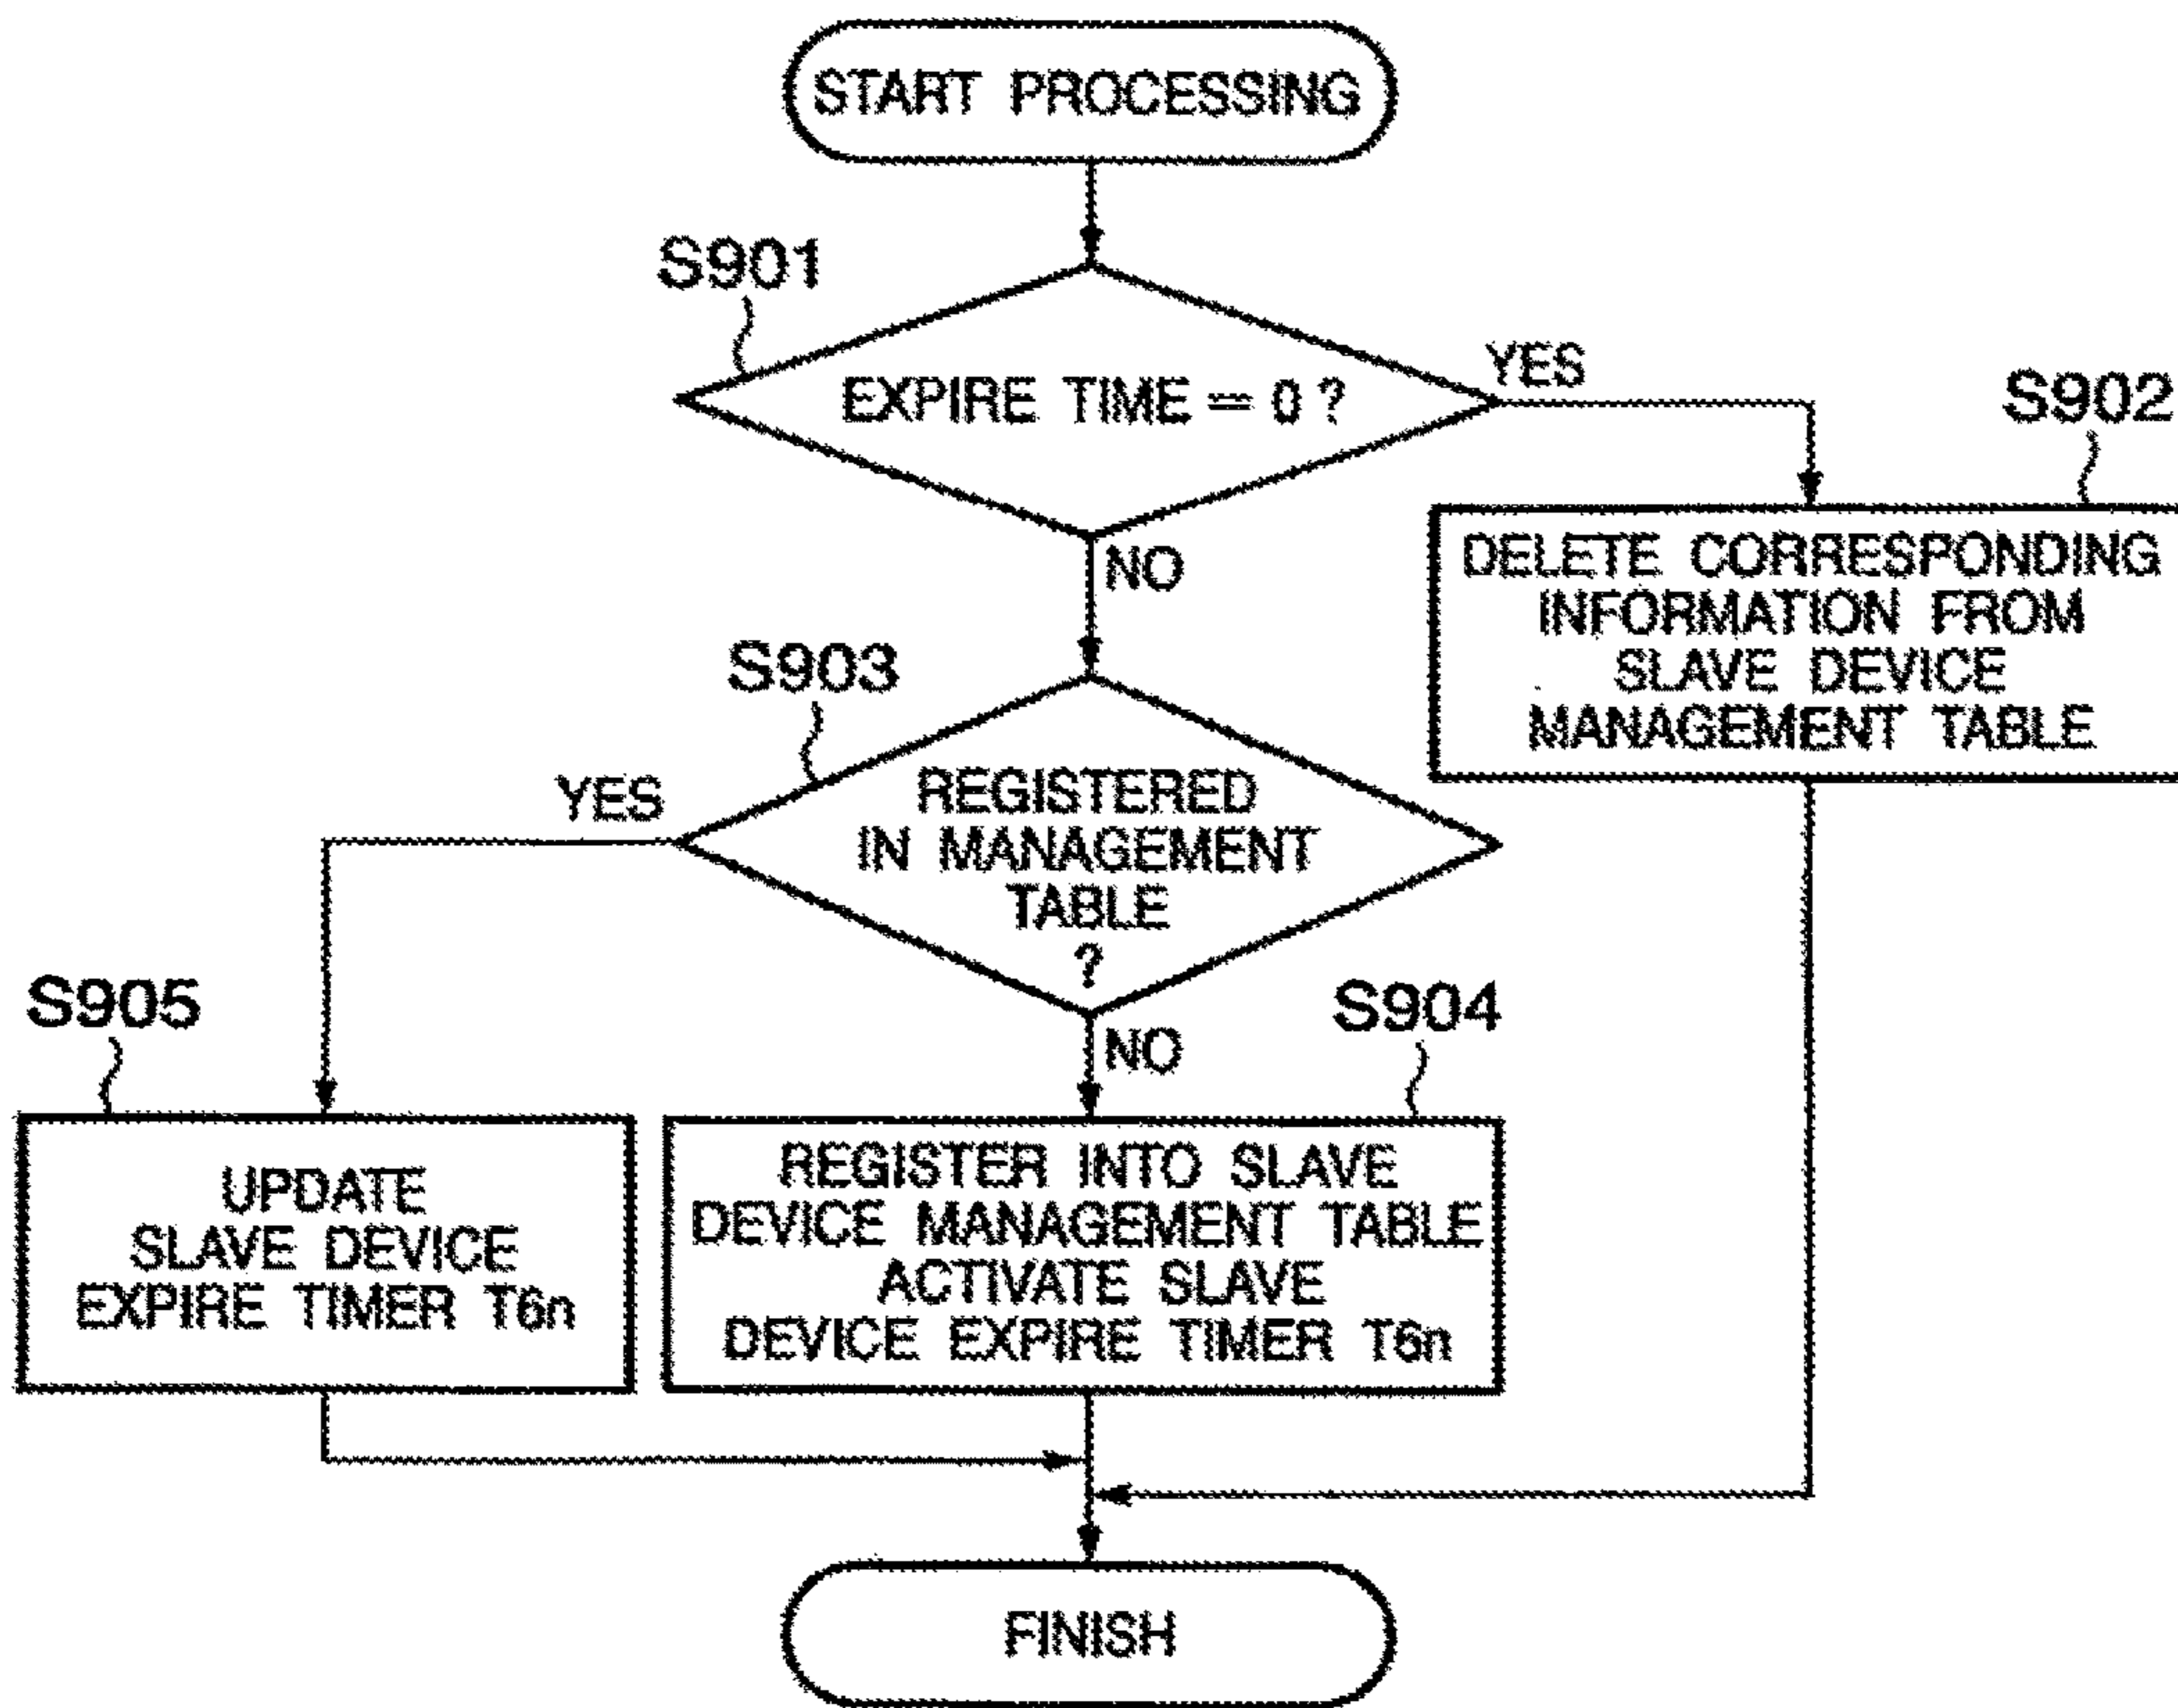 START PROCESSING
S901
EXPIRE TIME = 0 ?
YES
S902
DELETE CORRESPONDING
INFORMATION FROM
SLAVE DEVICE
MANAGEMENT TABLE
NO
S903
YES
REGISTERED
IN MANAGEMENT
TABLE
?
S905
NO
S904
UPDATE
SLAVE DEVICE
EXPIRE TIMER T6n
REGISTER INTO SLAVE
DEVICE MANAGEMENT TABLE
ACTIVATE SLAVE
DEVICE EXPIRE TIMER T6n
FINISH